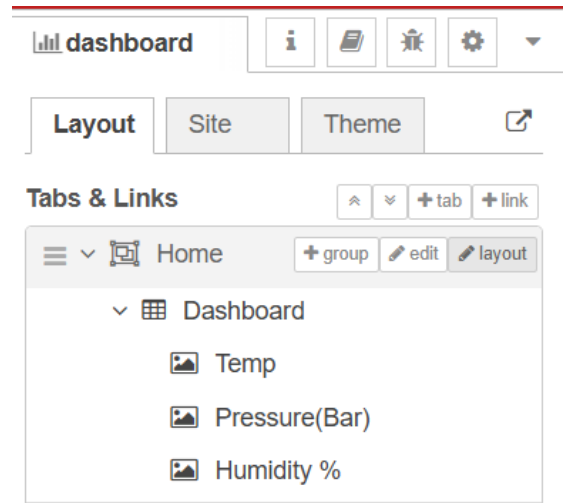 dashboard i
Layout Site Theme
Tabs & Links +tab +link
Home +group edit layout
Dashboard
Temp
Pressure(Bar)
Humidity %